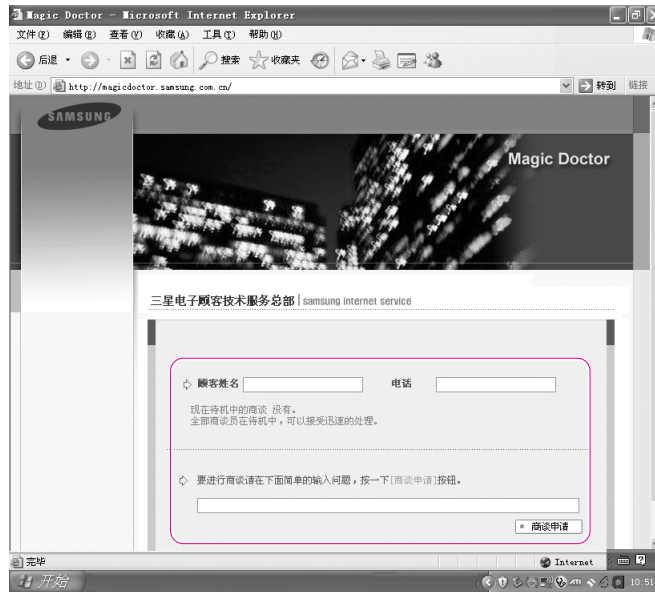 Magic Doctor - Microsoft Internet Explorer
文件(F) 编辑(E) 查看(V) 收藏(A) 工具(T) 帮助(H)
后退 搜索 收藏夹
地址(D) http://magicdoctor.samsung.com.cn/ 转到 链接
SAMSUNG
Magic Doctor
三星电子顾客技术服务总部 | samsung internet service
顾客姓名 电话
现在待机中的商谈 没有。
全部商谈员在待机中，可以接受迅速的处理。
要进行商谈请在下面简单的输入问题，按一下[商谈申请]按钮。
商谈申请
完毕 Internet
开始 10:51